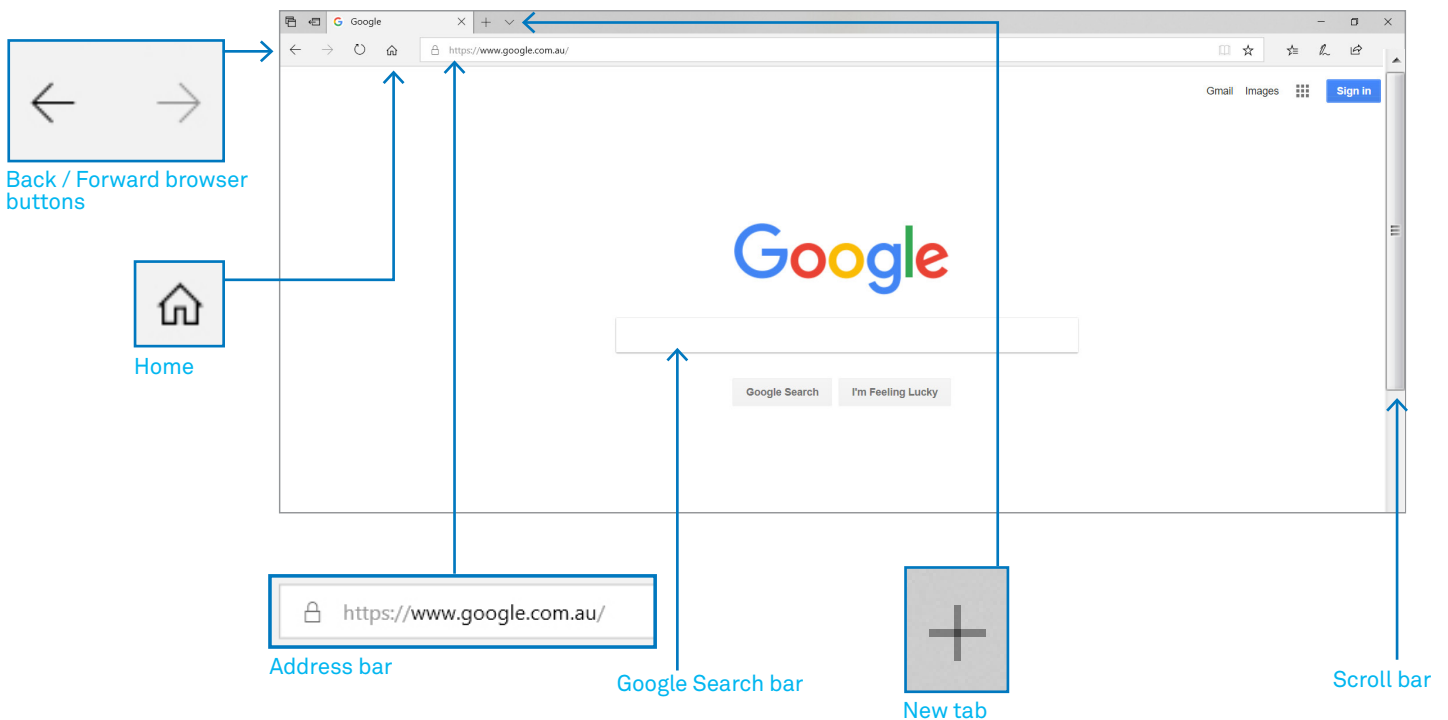 Google
https://www.google.com.au/
Gmail Images Sign in
Back / Forward browser
buttons
Google
Home
Google Search I'm Feeling Lucky
https://www.google.com.au/
Address bar
Google Search bar
New tab
Scroll bar